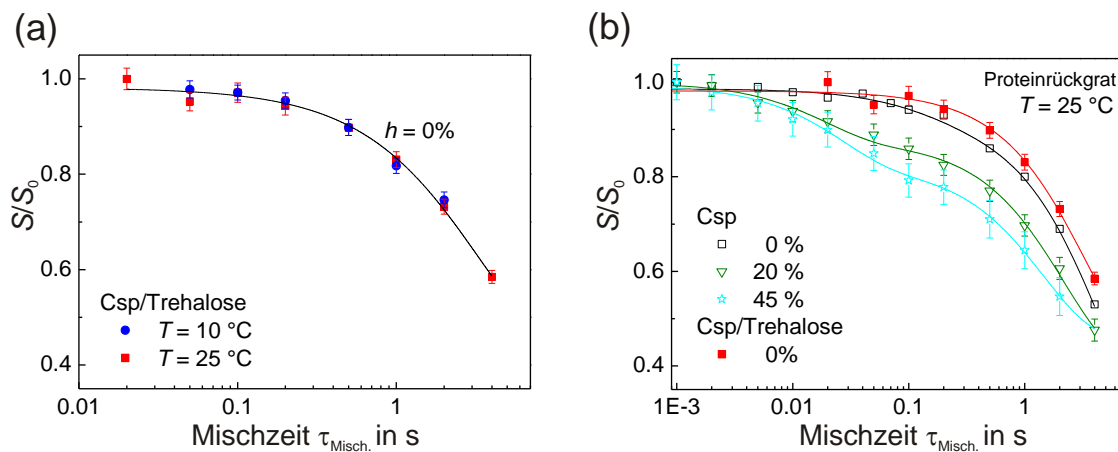 (a)
S/S₀
1.0
0.8
0.6
0.4
h = 0%
Csp/Trehalose
T = 10 °C
T = 25 °C
0.01
0.1
1
Mischzeit τMisch. in s
(b)
S/S₀
1.0
0.8
0.6
0.4
Proteinrückgrat
T = 25 °C
Csp
0 %
20 %
45 %
Csp/Trehalose
0%
1E-3
0.01
0.1
1
Mischzeit τMisch. in s